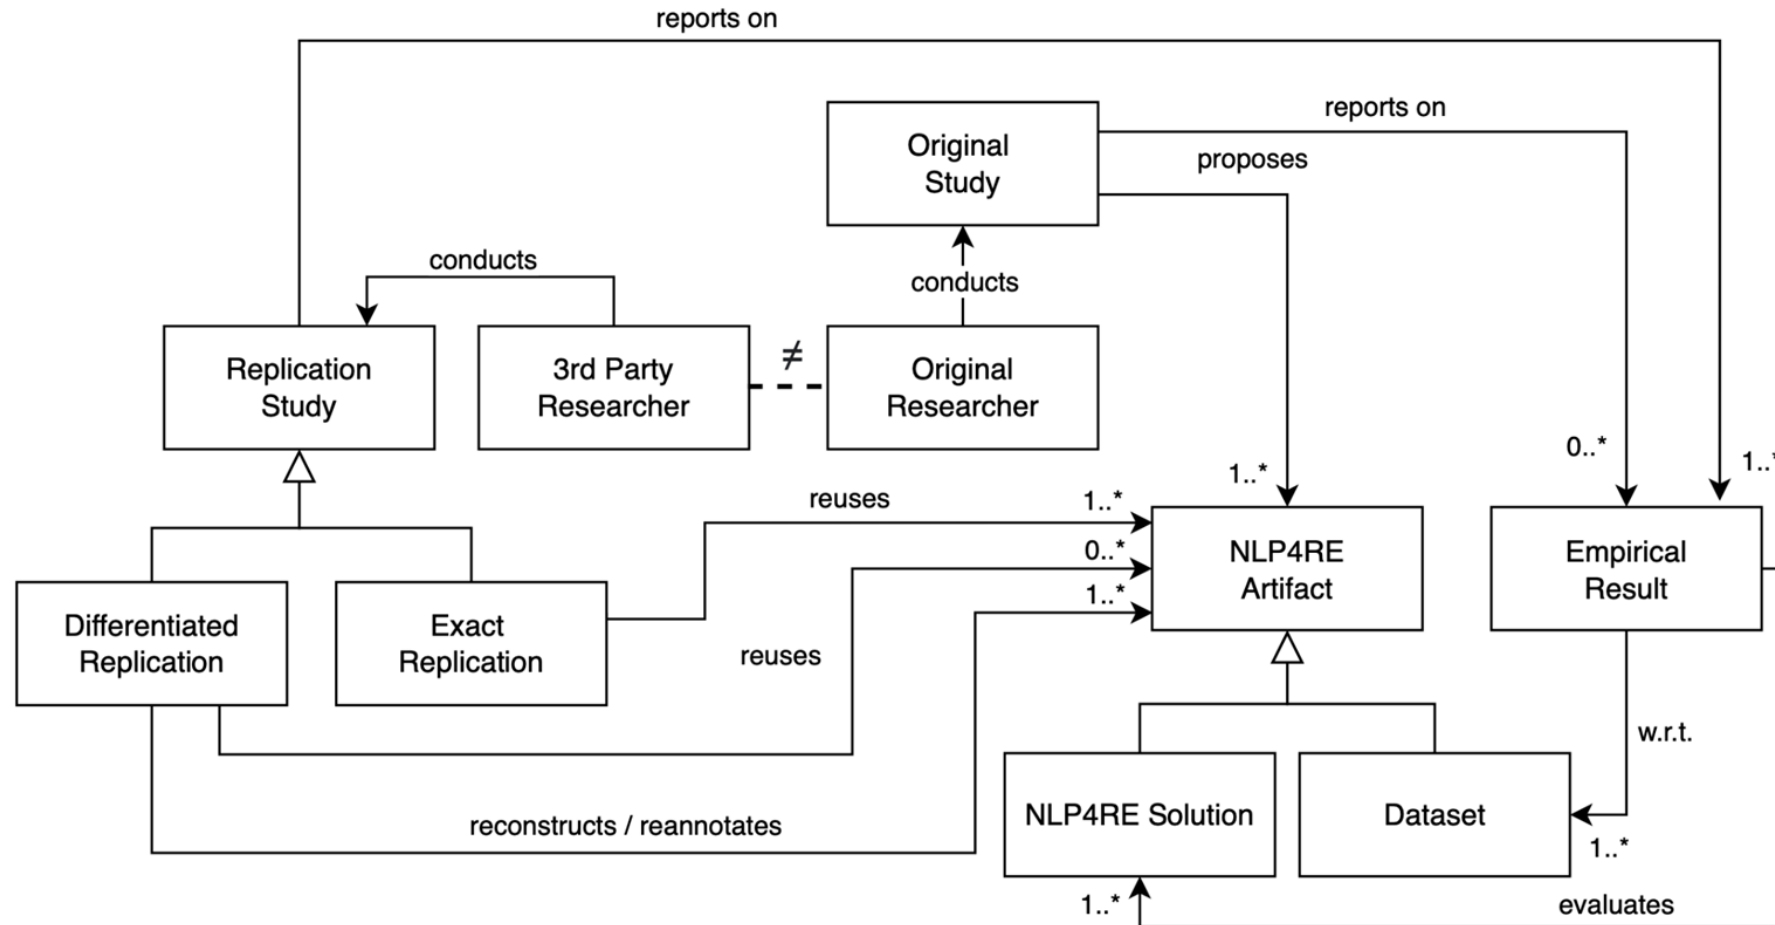 reports on
Original
Study
reports on
proposes
conducts
conducts
Replication
Study
3rd Party
Researcher
≠
Original
Researcher
0..*
1..*
1..*
reuses
1..*
0..*
1..*
NLP4RE
Artifact
Empirical
Result
Differentiated
Replication
Exact
Replication
reuses
w.r.t.
NLP4RE Solution
Dataset
reconstructs / reannotates
1..*
1..*
evaluates